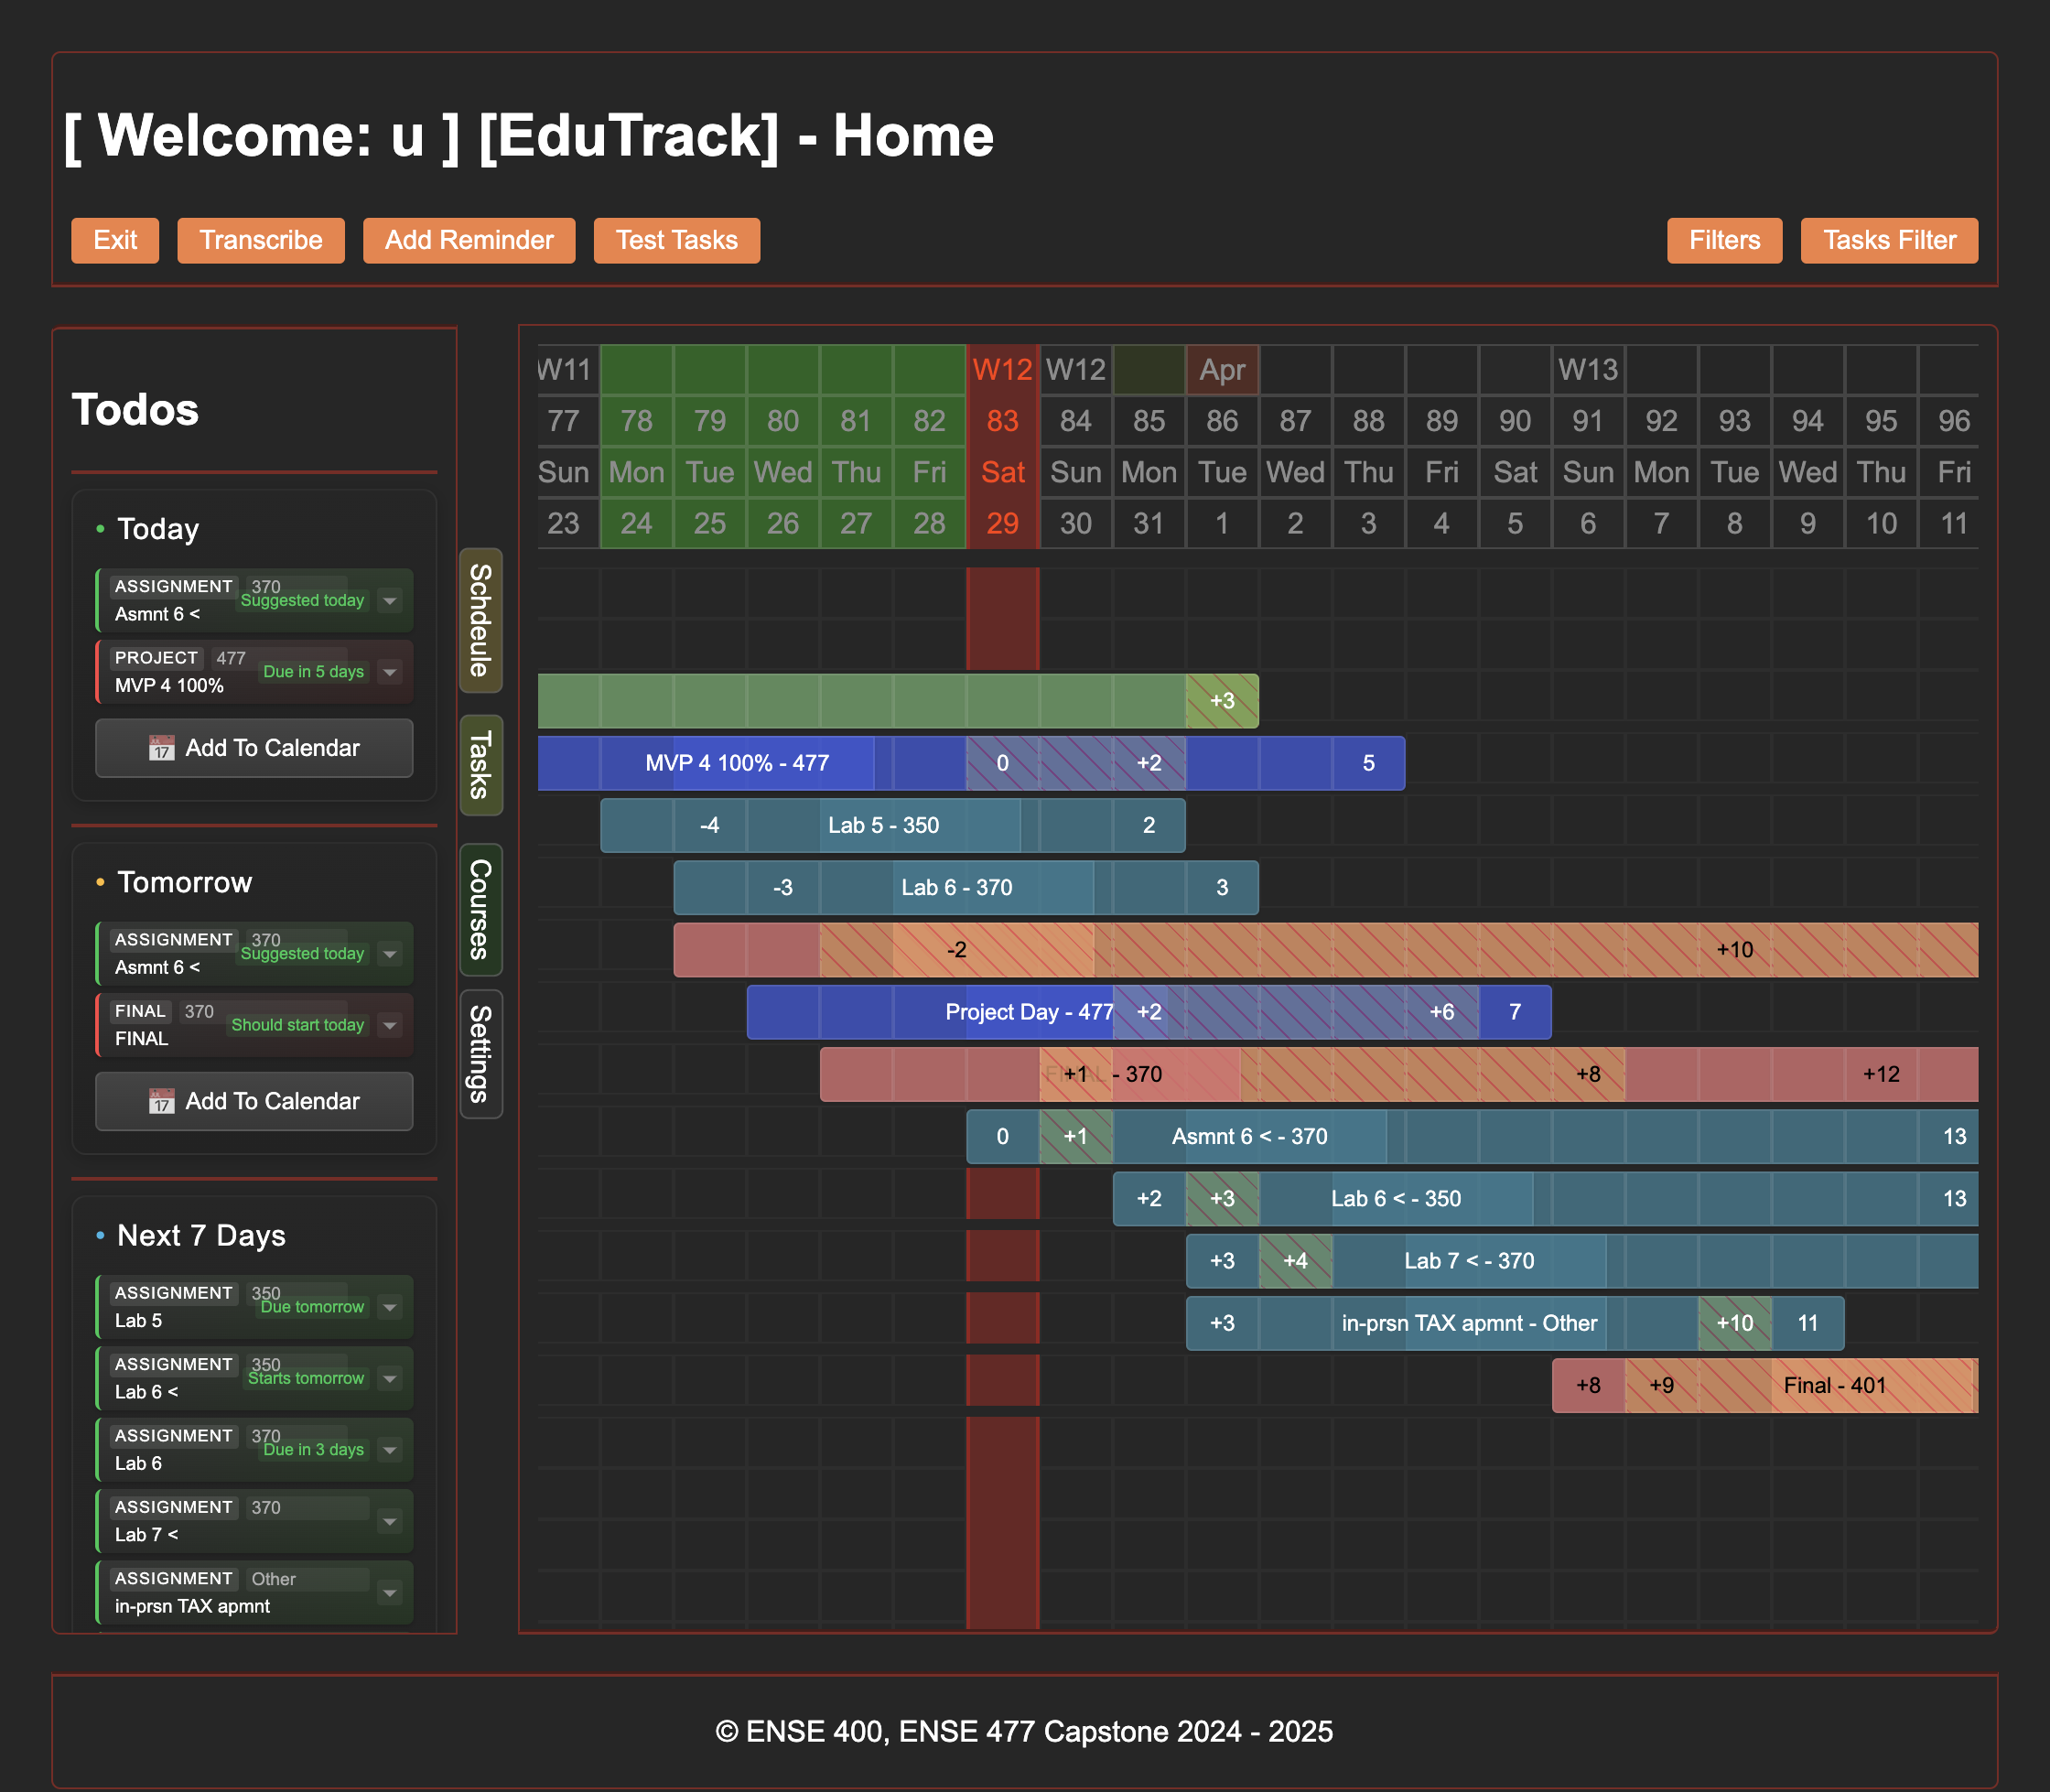 [ Welcome: u ] [EduTrack] - Home
Exit
Transcribe
Add Reminder
Test Tasks
Filters
Tasks Filter
Todos
• Today
ASSIGNMENT 370
Suggested today
Asmnt 6 <
PROJECT 477
Due in 5 days
MVP 4 100%
Add To Calendar
• Tomorrow
ASSIGNMENT 370
Suggested today
Asmnt 6 <
FINAL 370
Should start today
FINAL
Add To Calendar
• Next 7 Days
ASSIGNMENT 350
Due tomorrow
Lab 5
ASSIGNMENT 350
Starts tomorrow
Lab 6 <
ASSIGNMENT 370
Due in 3 days
Lab 6
ASSIGNMENT 370
Lab 7 <
ASSIGNMENT Other
in-prsn TAX apmnt
Schdeule
Tasks
Courses
Settings
W11 W12 W12 Apr W13
77 78 79 80 81 82 83 84 85 86 87 88 89 90 91 92 93 94 95 96
Sun Mon Tue Wed Thu Fri Sat Sun Mon Tue Wed Thu Fri Sat Sun Mon Tue Wed Thu Fri
23 24 25 26 27 28 29 30 31 1 2 3 4 5 6 7 8 9 10 11
+3
MVP 4 100% - 477 0 +2 5
-4 Lab 5 - 350 2
-3 Lab 6 - 370 3
-2 +10
Project Day - 477 +2 +6 7
+1 FINAL - 370 +8 +12
0 +1 Asmnt 6 < - 370 13
+2 +3 Lab 6 < - 350 13
+3 +4 Lab 7 < - 370
+3 in-prsn TAX apmnt - Other +10 11
+8 +9 Final - 401
© ENSE 400, ENSE 477 Capstone 2024 - 2025